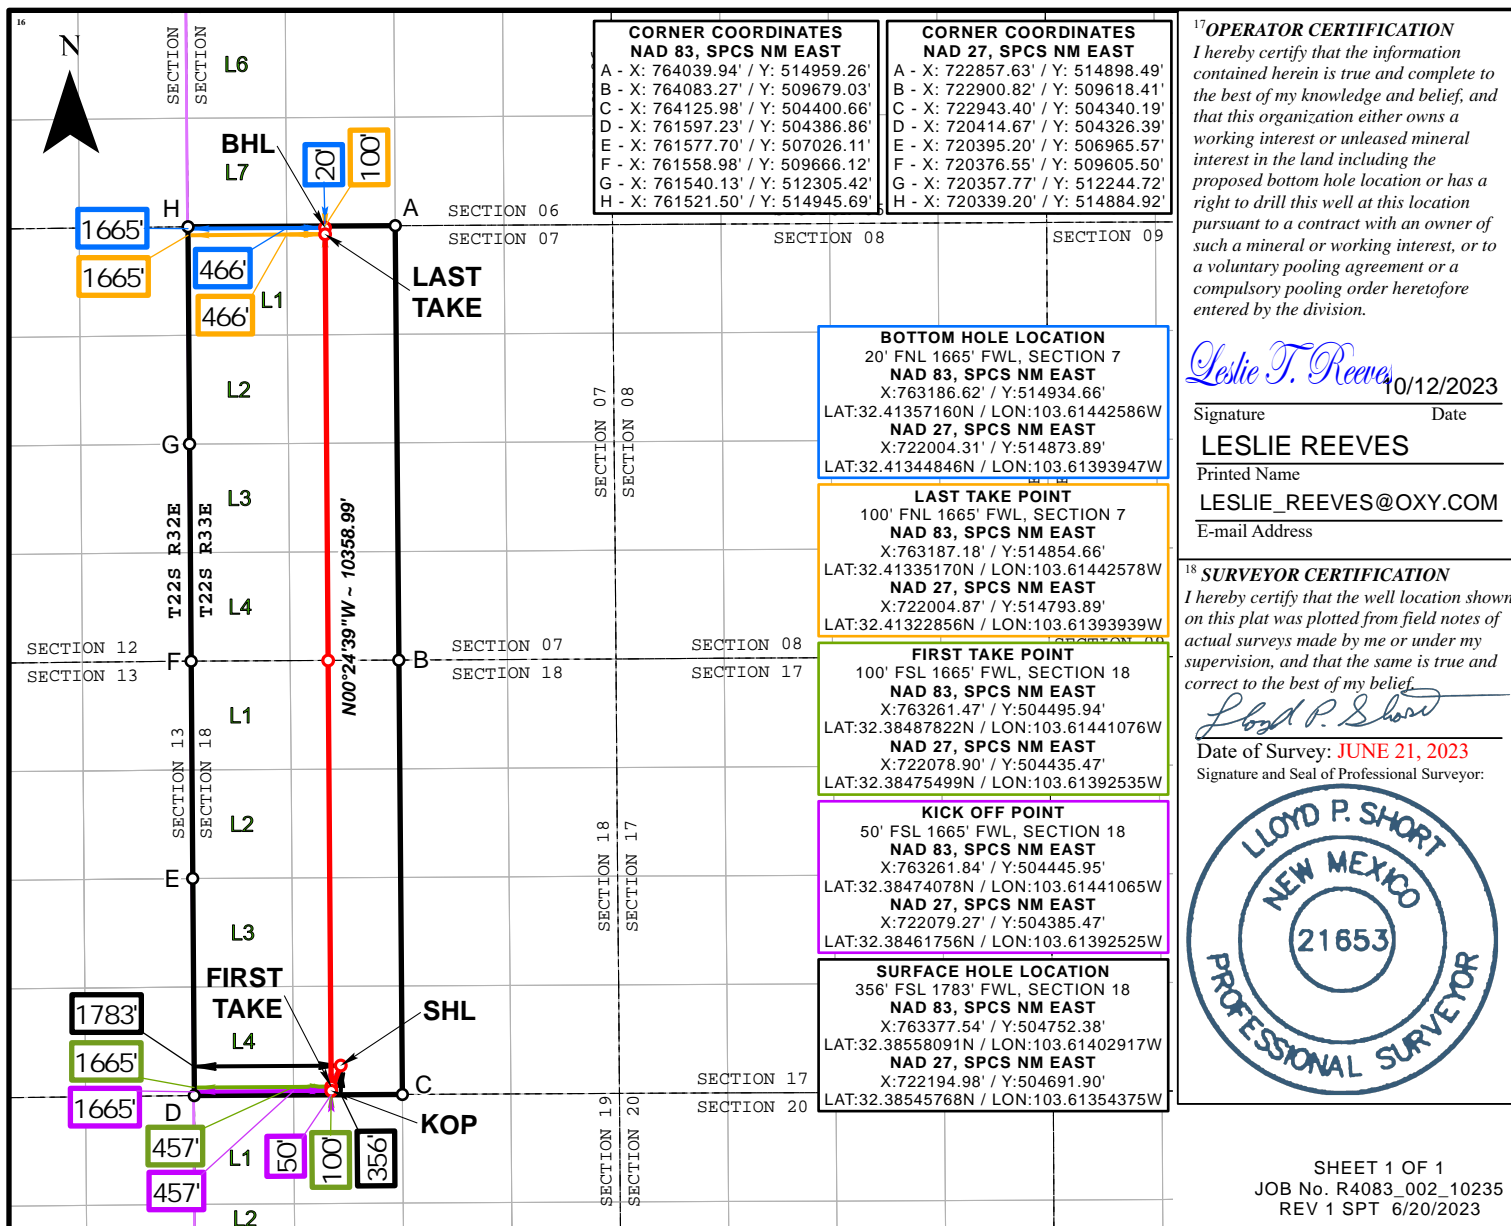 16
N
SECTION
SECTION
L6
BHL
L7
20'
100'
H
A
1665'
1665'
466'
466'
L1
SECTION 06
SECTION 07
SECTION 08
SECTION 09
LAST
TAKE
L2
G
L3
T22S R32E
T22S R33E
L4
N00°24'39"W ~ 10358.99'
SECTION 07
SECTION 08
SECTION 12
SECTION 13
F
B
SECTION 07
SECTION 18
SECTION 08
SECTION 17
SECTION 09
L1
SECTION 13
SECTION 18
L2
E
SECTION 18
SECTION 17
L3
FIRST
TAKE
SHL
1783'
L4
1665'
1665'
D
C
KOP
SECTION 17
SECTION 20
457'
457'
L1
50'
100'
356'
L2
SECTION 19
SECTION 20
CORNER COORDINATES
NAD 83, SPCS NM EAST
A - X: 764039.94' / Y: 514959.26'
B - X: 764083.27' / Y: 509679.03'
C - X: 764125.98' / Y: 504400.66'
D - X: 761597.23' / Y: 504386.86'
E - X: 761577.70' / Y: 507026.11'
F - X: 761558.98' / Y: 509666.12'
G - X: 761540.13' / Y: 512305.42'
H - X: 761521.50' / Y: 514945.69'
CORNER COORDINATES
NAD 27, SPCS NM EAST
A - X: 722857.63' / Y: 514898.49'
B - X: 722900.82' / Y: 509618.41'
C - X: 722943.40' / Y: 504340.19'
D - X: 720414.67' / Y: 504326.39'
E - X: 720395.20' / Y: 506965.57'
F - X: 720376.55' / Y: 509605.50'
G - X: 720357.77' / Y: 512244.72'
H - X: 720339.20' / Y: 514884.92'
BOTTOM HOLE LOCATION
20' FNL 1665' FWL, SECTION 7
NAD 83, SPCS NM EAST
X:763186.62' / Y:514934.66'
LAT:32.41357160N / LON:103.61442586W
NAD 27, SPCS NM EAST
X:722004.31' / Y:514873.89'
LAT:32.41344846N / LON:103.61393947W
LAST TAKE POINT
100' FNL 1665' FWL, SECTION 7
NAD 83, SPCS NM EAST
X:763187.18' / Y:514854.66'
LAT:32.41335170N / LON:103.61442578W
NAD 27, SPCS NM EAST
X:722004.87' / Y:514793.89'
LAT:32.41322856N / LON:103.61393939W
FIRST TAKE POINT
100' FSL 1665' FWL, SECTION 18
NAD 83, SPCS NM EAST
X:763261.47' / Y:504495.94'
LAT:32.38487822N / LON:103.61441076W
NAD 27, SPCS NM EAST
X:722078.90' / Y:504435.47'
LAT:32.38475499N / LON:103.61392535W
KICK OFF POINT
50' FSL 1665' FWL, SECTION 18
NAD 83, SPCS NM EAST
X:763261.84' / Y:504445.95'
LAT:32.38474078N / LON:103.61441065W
NAD 27, SPCS NM EAST
X:722079.27' / Y:504385.47'
LAT:32.38461756N / LON:103.61392525W
SURFACE HOLE LOCATION
356' FSL 1783' FWL, SECTION 18
NAD 83, SPCS NM EAST
X:763377.54' / Y:504752.38'
LAT:32.38558091N / LON:103.61402917W
NAD 27, SPCS NM EAST
X:722194.98' / Y:504691.90'
LAT:32.38545768N / LON:103.61354375W
17 OPERATOR CERTIFICATION
I hereby certify that the information
contained herein is true and complete to
the best of my knowledge and belief, and
that this organization either owns a
working interest or unleased mineral
interest in the land including the
proposed bottom hole location or has a
right to drill this well at this location
pursuant to a contract with an owner of
such a mineral or working interest, or to
a voluntary pooling agreement or a
compulsory pooling order heretofore
entered by the division.
Leslie T. Reeves 10/12/2023
Signature Date
LESLIE REEVES
Printed Name
LESLIE_REEVES@OXY.COM
E-mail Address
18 SURVEYOR CERTIFICATION
I hereby certify that the well location shown
on this plat was plotted from field notes of
actual surveys made by me or under my
supervision, and that the same is true and
correct to the best of my belief.
Lloyd P. Short
Date of Survey: JUNE 21, 2023
Signature and Seal of Professional Surveyor:
LLOYD P. SHORT
NEW MEXICO
21653
PROFESSIONAL SURVEYOR
SHEET 1 OF 1
JOB No. R4083_002_10235
REV 1 SPT 6/20/2023